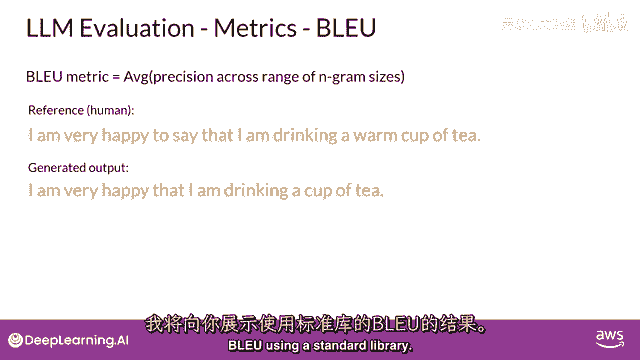 LLM Evaluation - Metrics - BLEU
BLEU metric = Avg(precision across range of n-gram sizes)
Reference (human):
I am very happy to say that I am drinking a warm cup of tea.
Generated output:
I am very happy that I am drinking a cup of tea.
我将向你展示使用标准库的BLEU的结果。
BLEU using a standard library.
DeepLearning.AI
aws